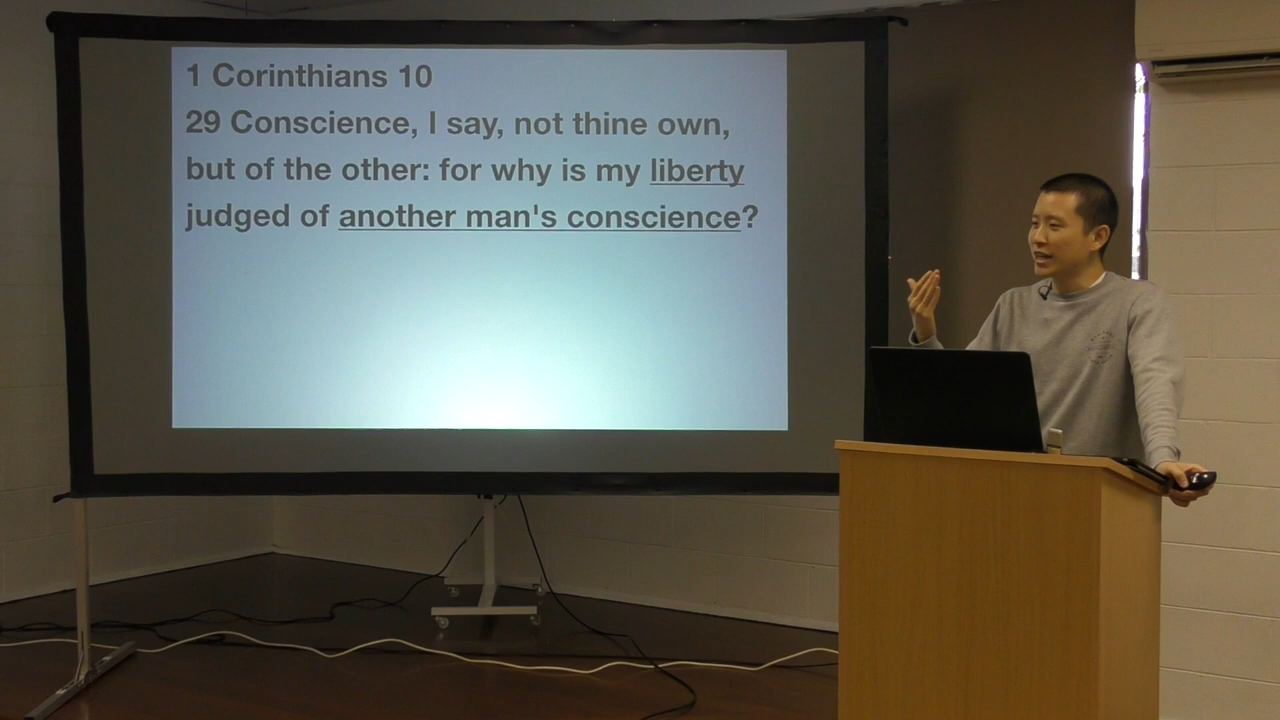 1 Corinthians 10
29 Conscience, I say, not thine own,
but of the other: for why is my liberty
judged of another man's conscience?